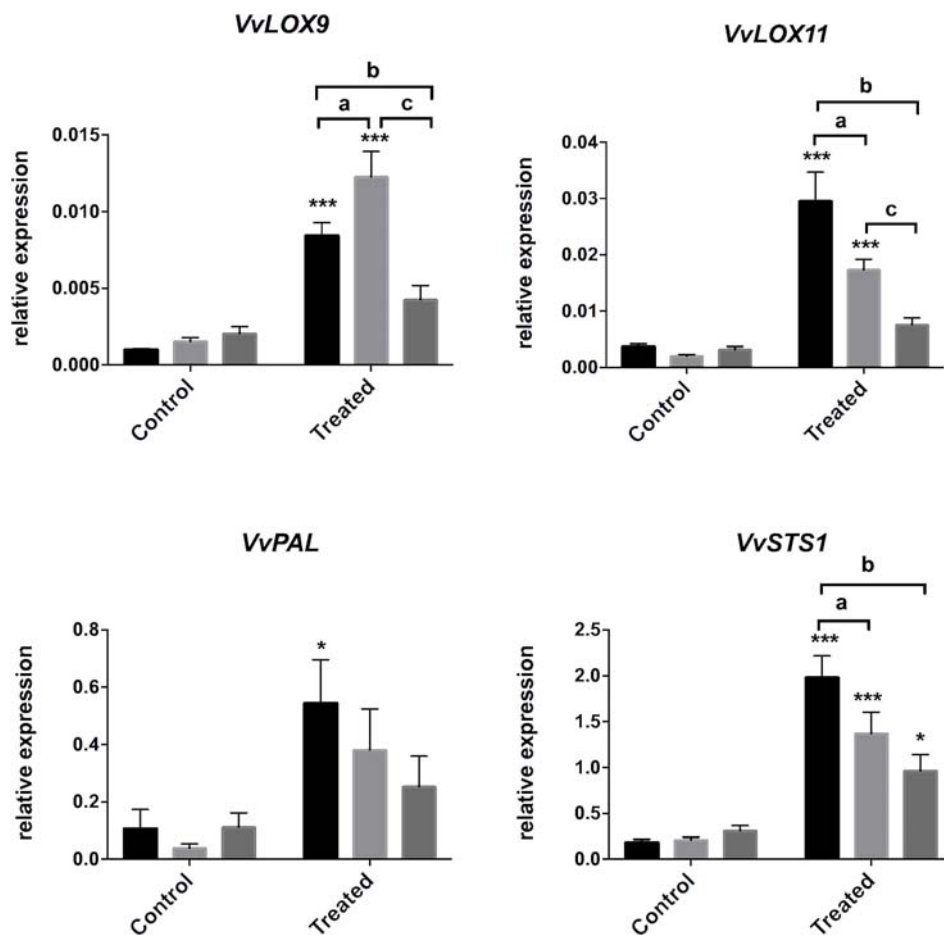 VvLOX9
b
a
c
***
***
relative expression
0.015
0.010
0.005
0.000
Control
Treated
VvLOX11
b
a
c
***
***
relative expression
0.04
0.03
0.02
0.01
0.00
Control
Treated
VvPAL
*
relative expression
0.8
0.6
0.4
0.2
0.0
Control
Treated
VvSTS1
b
a
***
***
*
relative expression
2.5
2.0
1.5
1.0
0.5
0.0
Control
Treated